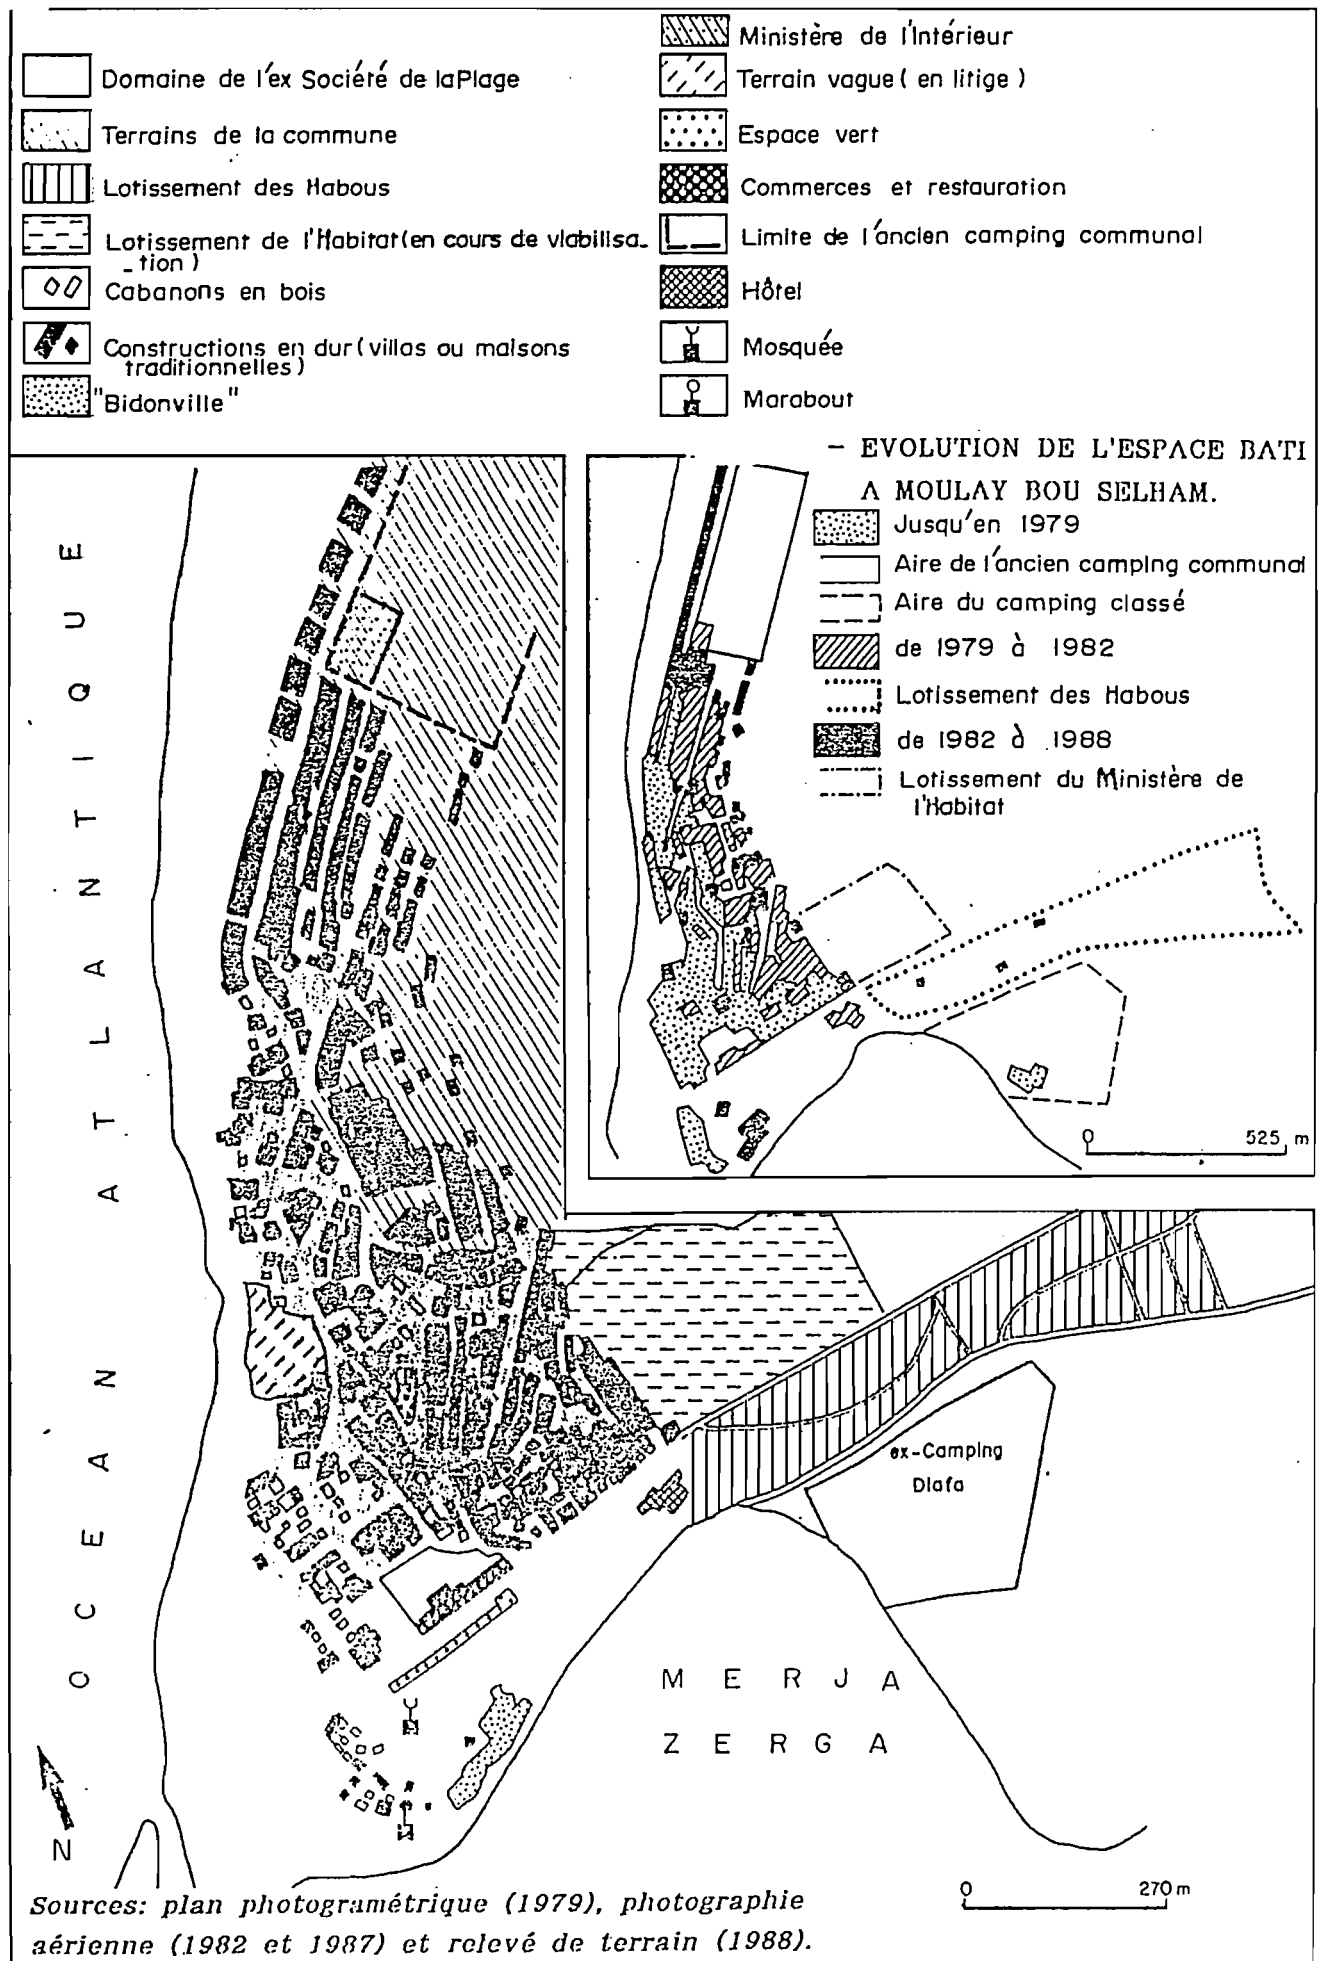 Domaine de l'ex Société de la Plage
Terrains de la commune
Lotissement des Habous
Lotissement de l'Habitat (en cours de viabilisa-
-tion)
Cabanons en bois
Constructions en dur (villas ou maisons
traditionnelles)
"Bidonville"
Ministère de l'Intérieur
Terrain vague (en litige)
Espace vert
Commerces et restauration
Limite de l'ancien camping communal
Hôtel
Mosquée
Marabout
- EVOLUTION DE L'ESPACE BATI
A MOULAY BOU SELHAM.
Jusqu'en 1979
Aire de l'ancien camping communal
Aire du camping classé
de 1979 à 1982
Lotissement des Habous
de 1982 à 1988
Lotissement du Ministère de
l'Habitat
0 525 m
OCEAN ATLANTIQUE
ex-Camping
Diafa
MERJA
ZERGA
N
0 270 m
Sources: plan photogramétrique (1979), photographie
aérienne (1982 et 1987) et relevé de terrain (1988).